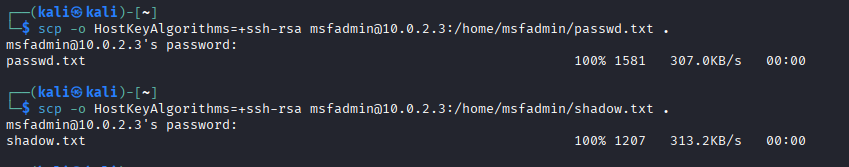 ┌──(kali㉿kali)-[~]
└─$ scp -o HostKeyAlgorithms=+ssh-rsa msfadmin@10.0.2.3:/home/msfadmin/passwd.txt .
msfadmin@10.0.2.3's password:
passwd.txt 100% 1581 307.0KB/s 00:00
┌──(kali㉿kali)-[~]
└─$ scp -o HostKeyAlgorithms=+ssh-rsa msfadmin@10.0.2.3:/home/msfadmin/shadow.txt .
msfadmin@10.0.2.3's password:
shadow.txt 100% 1207 313.2KB/s 00:00